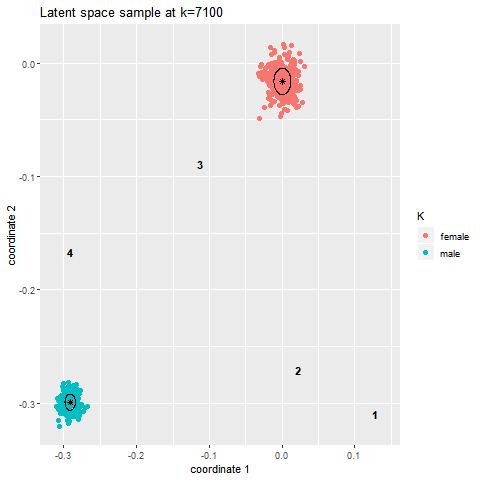 Latent space sample at k=7100
0.0
-0.1
-0.2
-0.3
coordinate 2
3
4
2
1
-0.3
-0.2
-0.1
0.0
0.1
coordinate 1
K
female
male